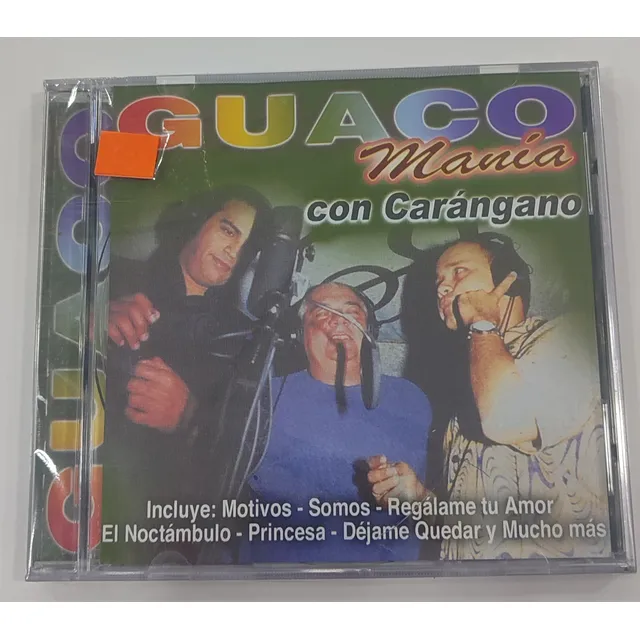 GUACO
GUACO
Manía
con Carángano
Incluye: Motivos - Somos - Regálame tu Amor
El Noctámbulo - Princesa - Déjame Quedar y Mucho más